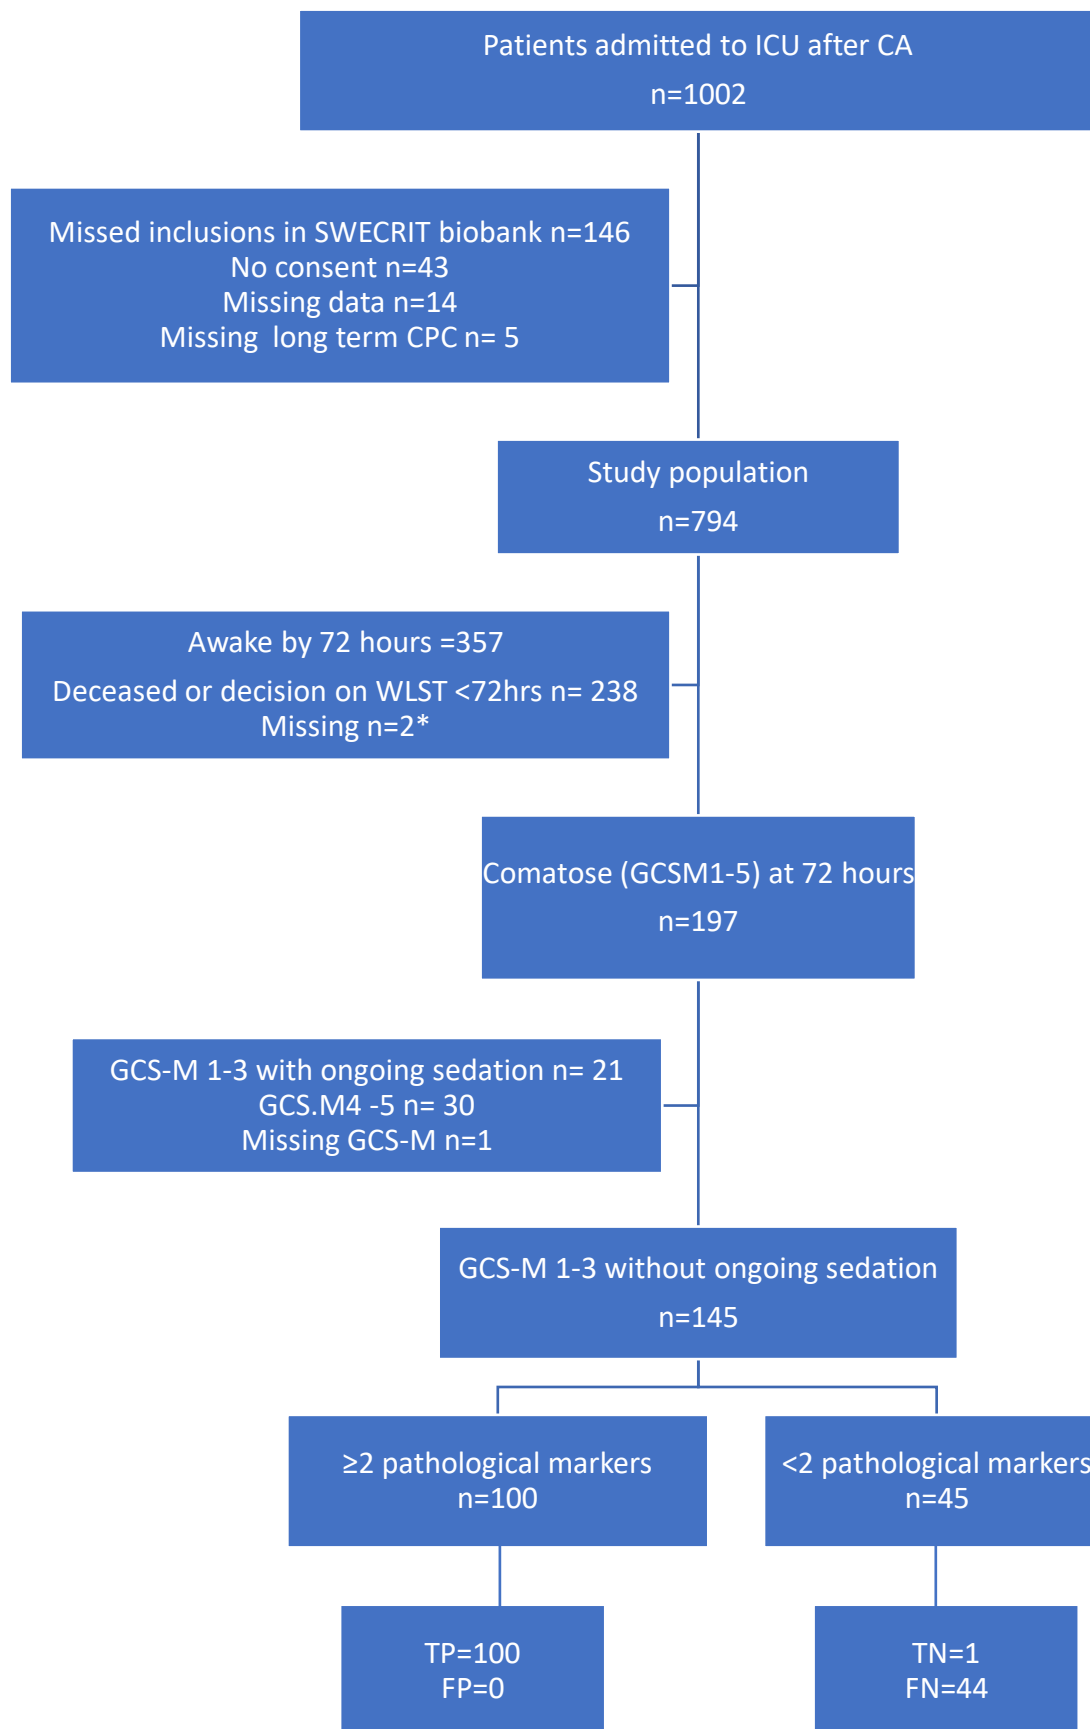 Patients admitted to ICU after CA
n=1002
Missed inclusions in SWECRIT biobank n=146
No consent n=43
Missing data n=14
Missing  long term CPC n= 5
Study population
n=794
Awake by 72 hours =357
Deceased or decision on WLST <72hrs n= 238
Missing n=2*
Comatose (GCSM1-5) at 72 hours
n=197
GCS-M 1-3 with ongoing sedation n= 21
GCS.M4 -5 n= 30
Missing GCS-M n=1
GCS-M 1-3 without ongoing sedation
n=145
≥2 pathological markers
n=100
<2 pathological markers
n=45
TP=100
FP=0
TN=1
FN=44